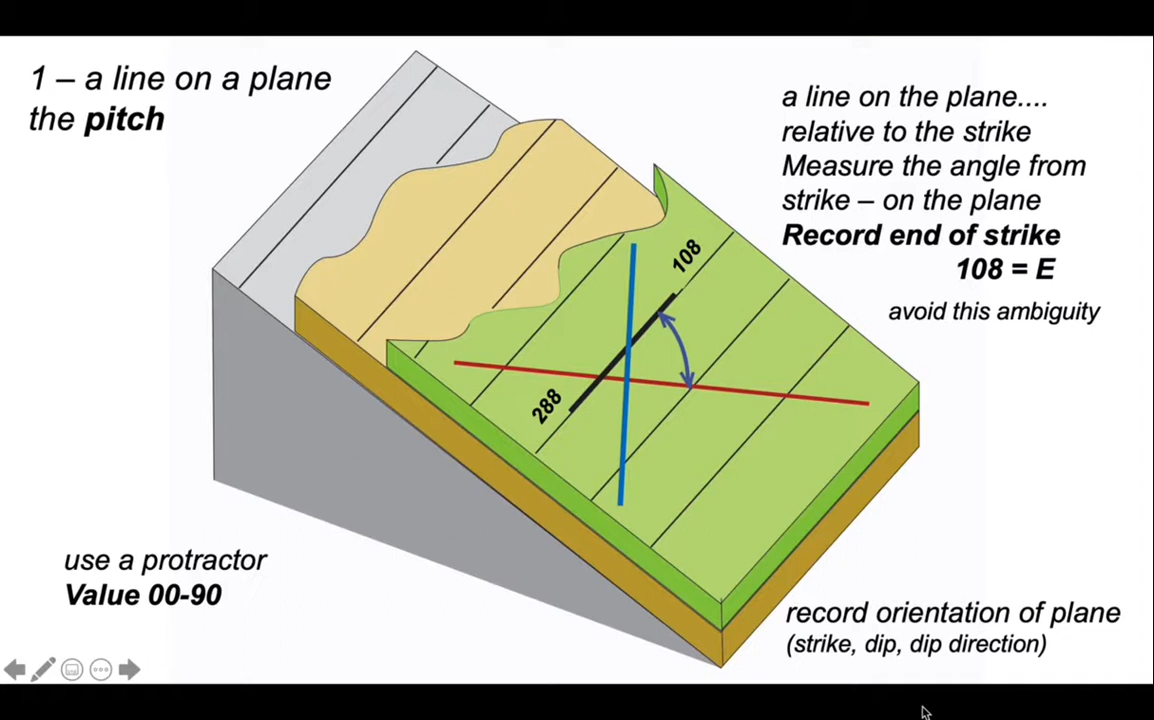 1 – a line on a plane
the pitch
a line on the plane....
relative to the strike
Measure the angle from
strike – on the plane
Record end of strike
108 = E
avoid this ambiguity
108
288
use a protractor
Value 00-90
record orientation of plane
(strike, dip, dip direction)